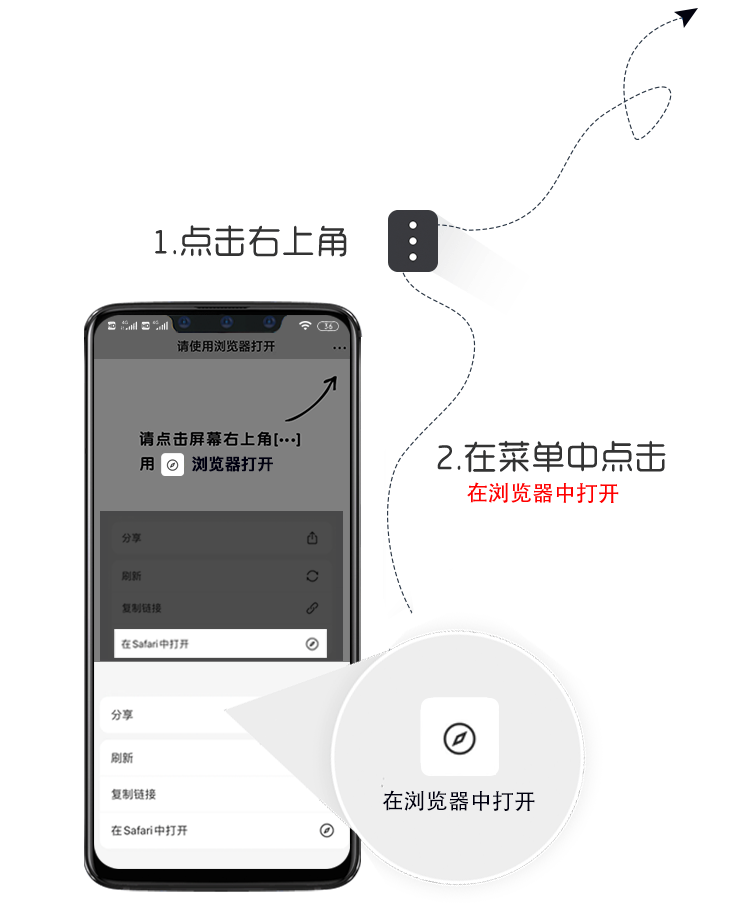 1.点击右上角
36
请使用浏览器打开
请点击屏幕右上角[···]
用 浏览器打开
2.在菜单中点击
在浏览器中打开
分享
刷新
复制链接
在Safari中打开
分享
刷新
复制链接
在Safari中打开
在浏览器中打开